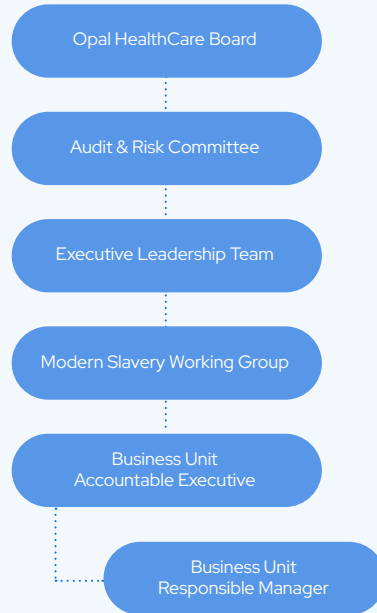 Opal HealthCare Board
Audit & Risk Committee
Executive Leadership Team
Modern Slavery Working Group
Business Unit
Accountable Executive
Business Unit
Responsible Manager